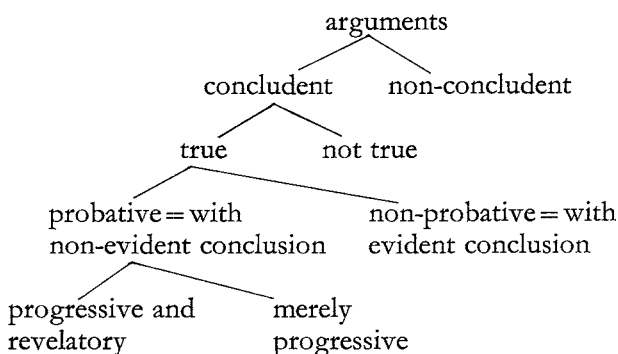 arguments
concludent non-concludent
true not true
probative = with non-probative = with
non-evident conclusion evident conclusion
progressive and merely
revelatory progressive